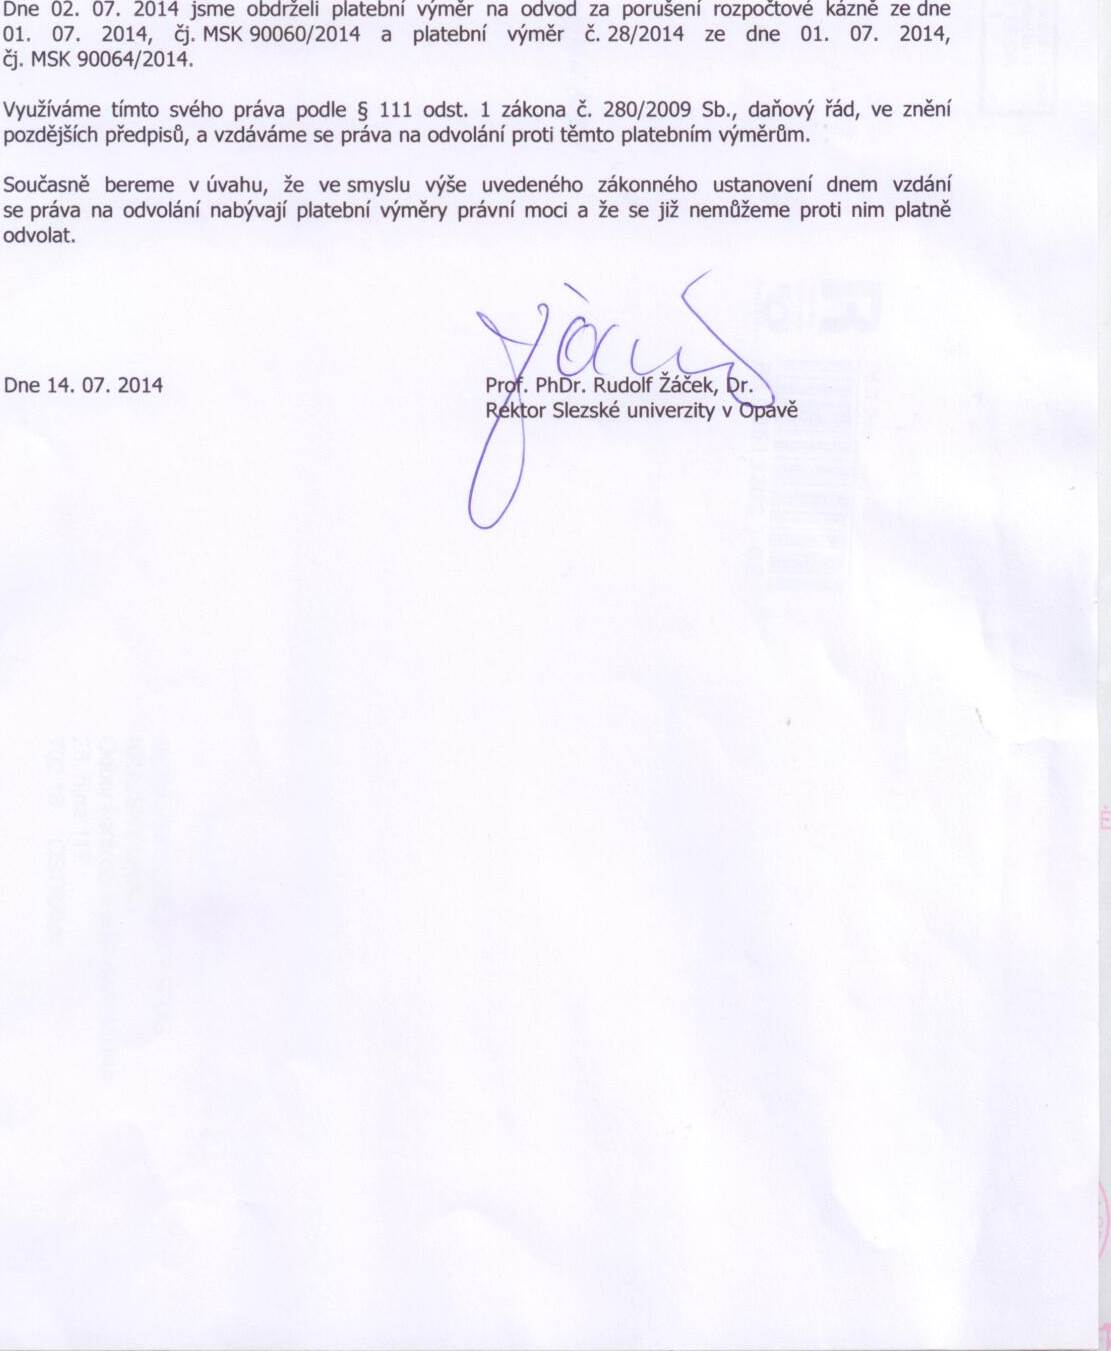 Dne 02. 07. 2014 jsme obdrželi platební výměr na odvod za porušení rozpočtové kázně ze dne
01. 07. 2014, čj. MSK 90060/2014 a platební výměr č. 28/2014 ze dne 01. 07. 2014,
čj. MSK 90064/2014.
Využíváme tímto svého práva podle § 111 odst. 1 zákona č. 280/2009 Sb., daňový řád, ve znění
pozdějších předpisů, a vzdáváme se práva na odvolání proti těmto platebním výměrům.
Současně bereme v úvahu, že ve smyslu výše uvedeného zákonného ustanovení dnem vzdání
se práva na odvolání nabývají platební výměry právní moci a že se již nemůžeme proti nim platně
odvolat.
Dne 14. 07. 2014
Prof. PhDr. Rudolf Žáček, Dr.
Rektor Slezské univerzity v Opavě